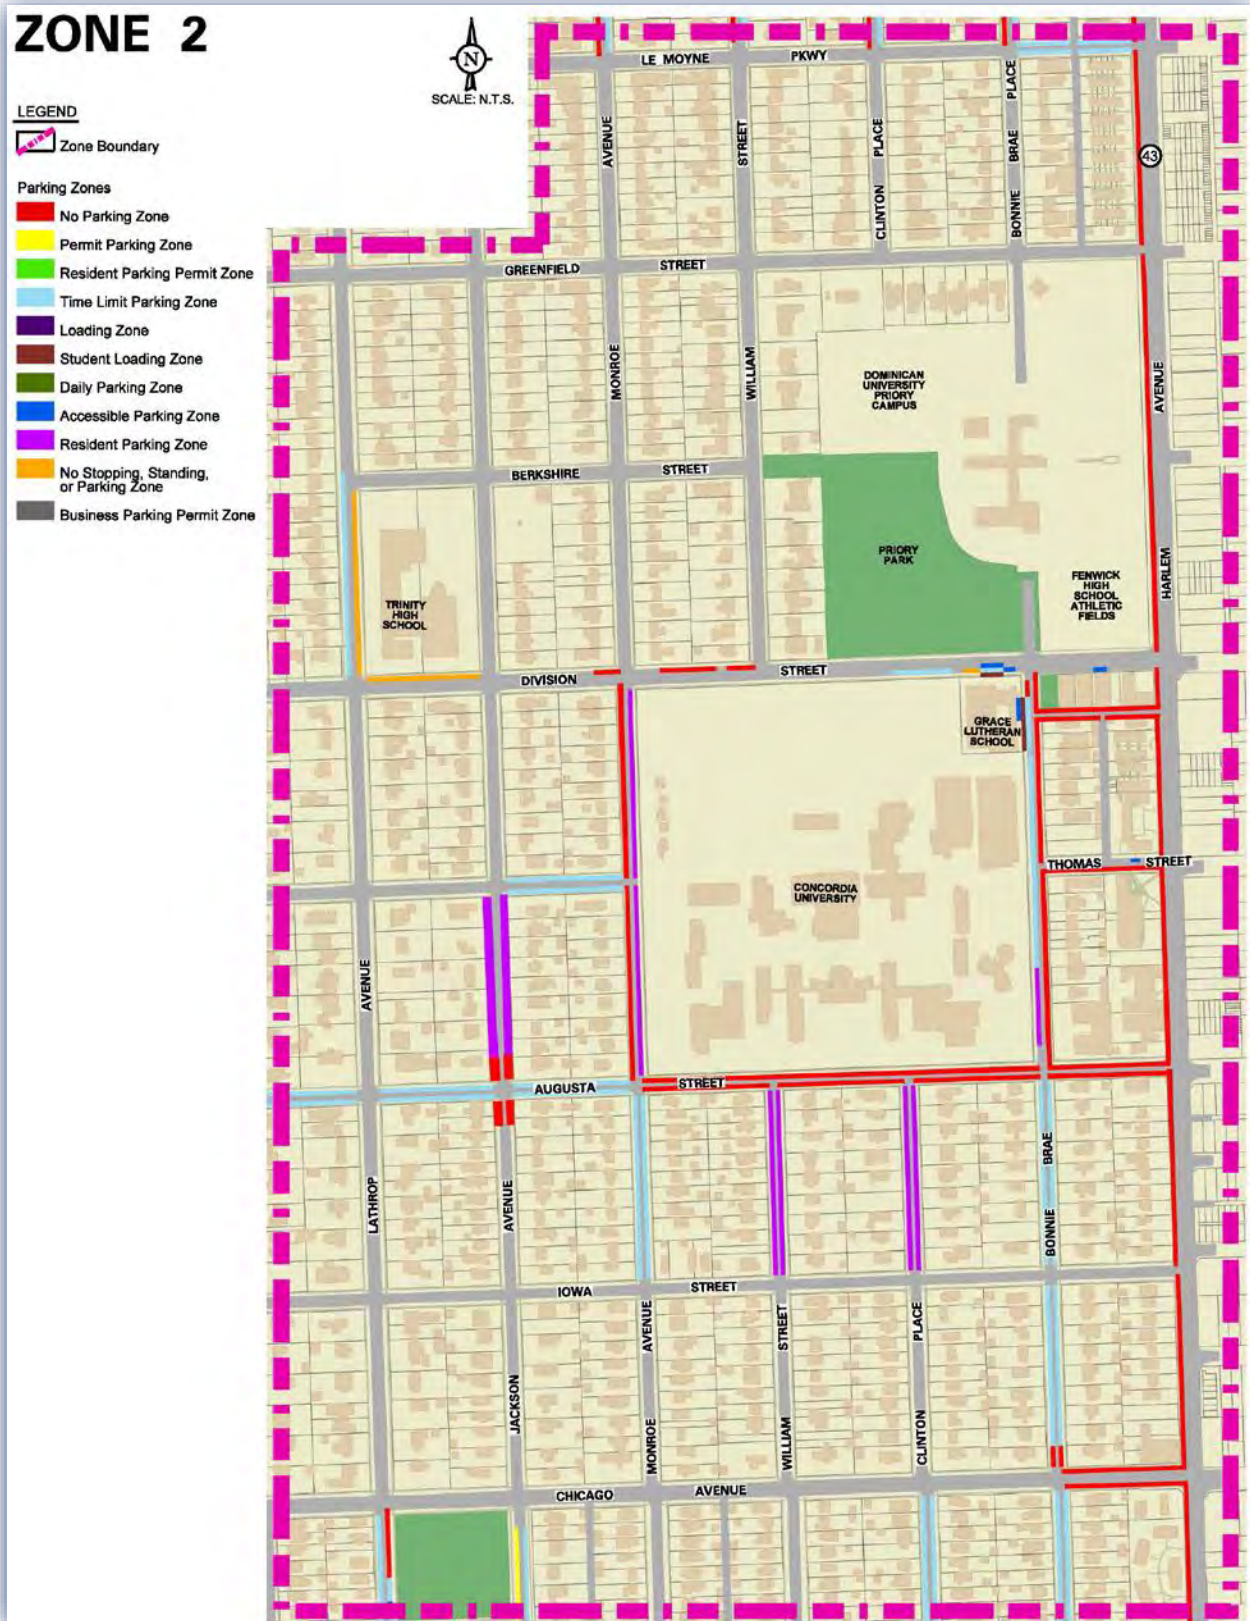 ZONE 2
N
SCALE: N.T.S.
LEGEND
Zone Boundary
Parking Zones
No Parking Zone
Permit Parking Zone
Resident Parking Permit Zone
Time Limit Parking Zone
Loading Zone
Student Loading Zone
Daily Parking Zone
Accessible Parking Zone
Resident Parking Zone
No Stopping, Standing,
or Parking Zone
Business Parking Permit Zone
LE MOYNE PKWY
AVENUE
STREET
CLINTON PLACE
BONNIE BRAE PLACE
43
GREENFIELD STREET
MONROE
WILLIAM
DOMINICAN
UNIVERSITY
PRIORY
CAMPUS
AVENUE
HARLEM
BERKSHIRE STREET
PRIORY
PARK
FENWICK
HIGH
SCHOOL
ATHLETIC
FIELDS
TRINITY
HIGH
SCHOOL
DIVISION STREET
GRACE
LUTHERAN
SCHOOL
THOMAS STREET
CONCORDIA
UNIVERSITY
AVENUE
LATHROP
AUGUSTA STREET
AVENUE
JACKSON
BONNIE BRAE
IOWA STREET
MONROE AVENUE
WILLIAM STREET
CLINTON PLACE
CHICAGO AVENUE